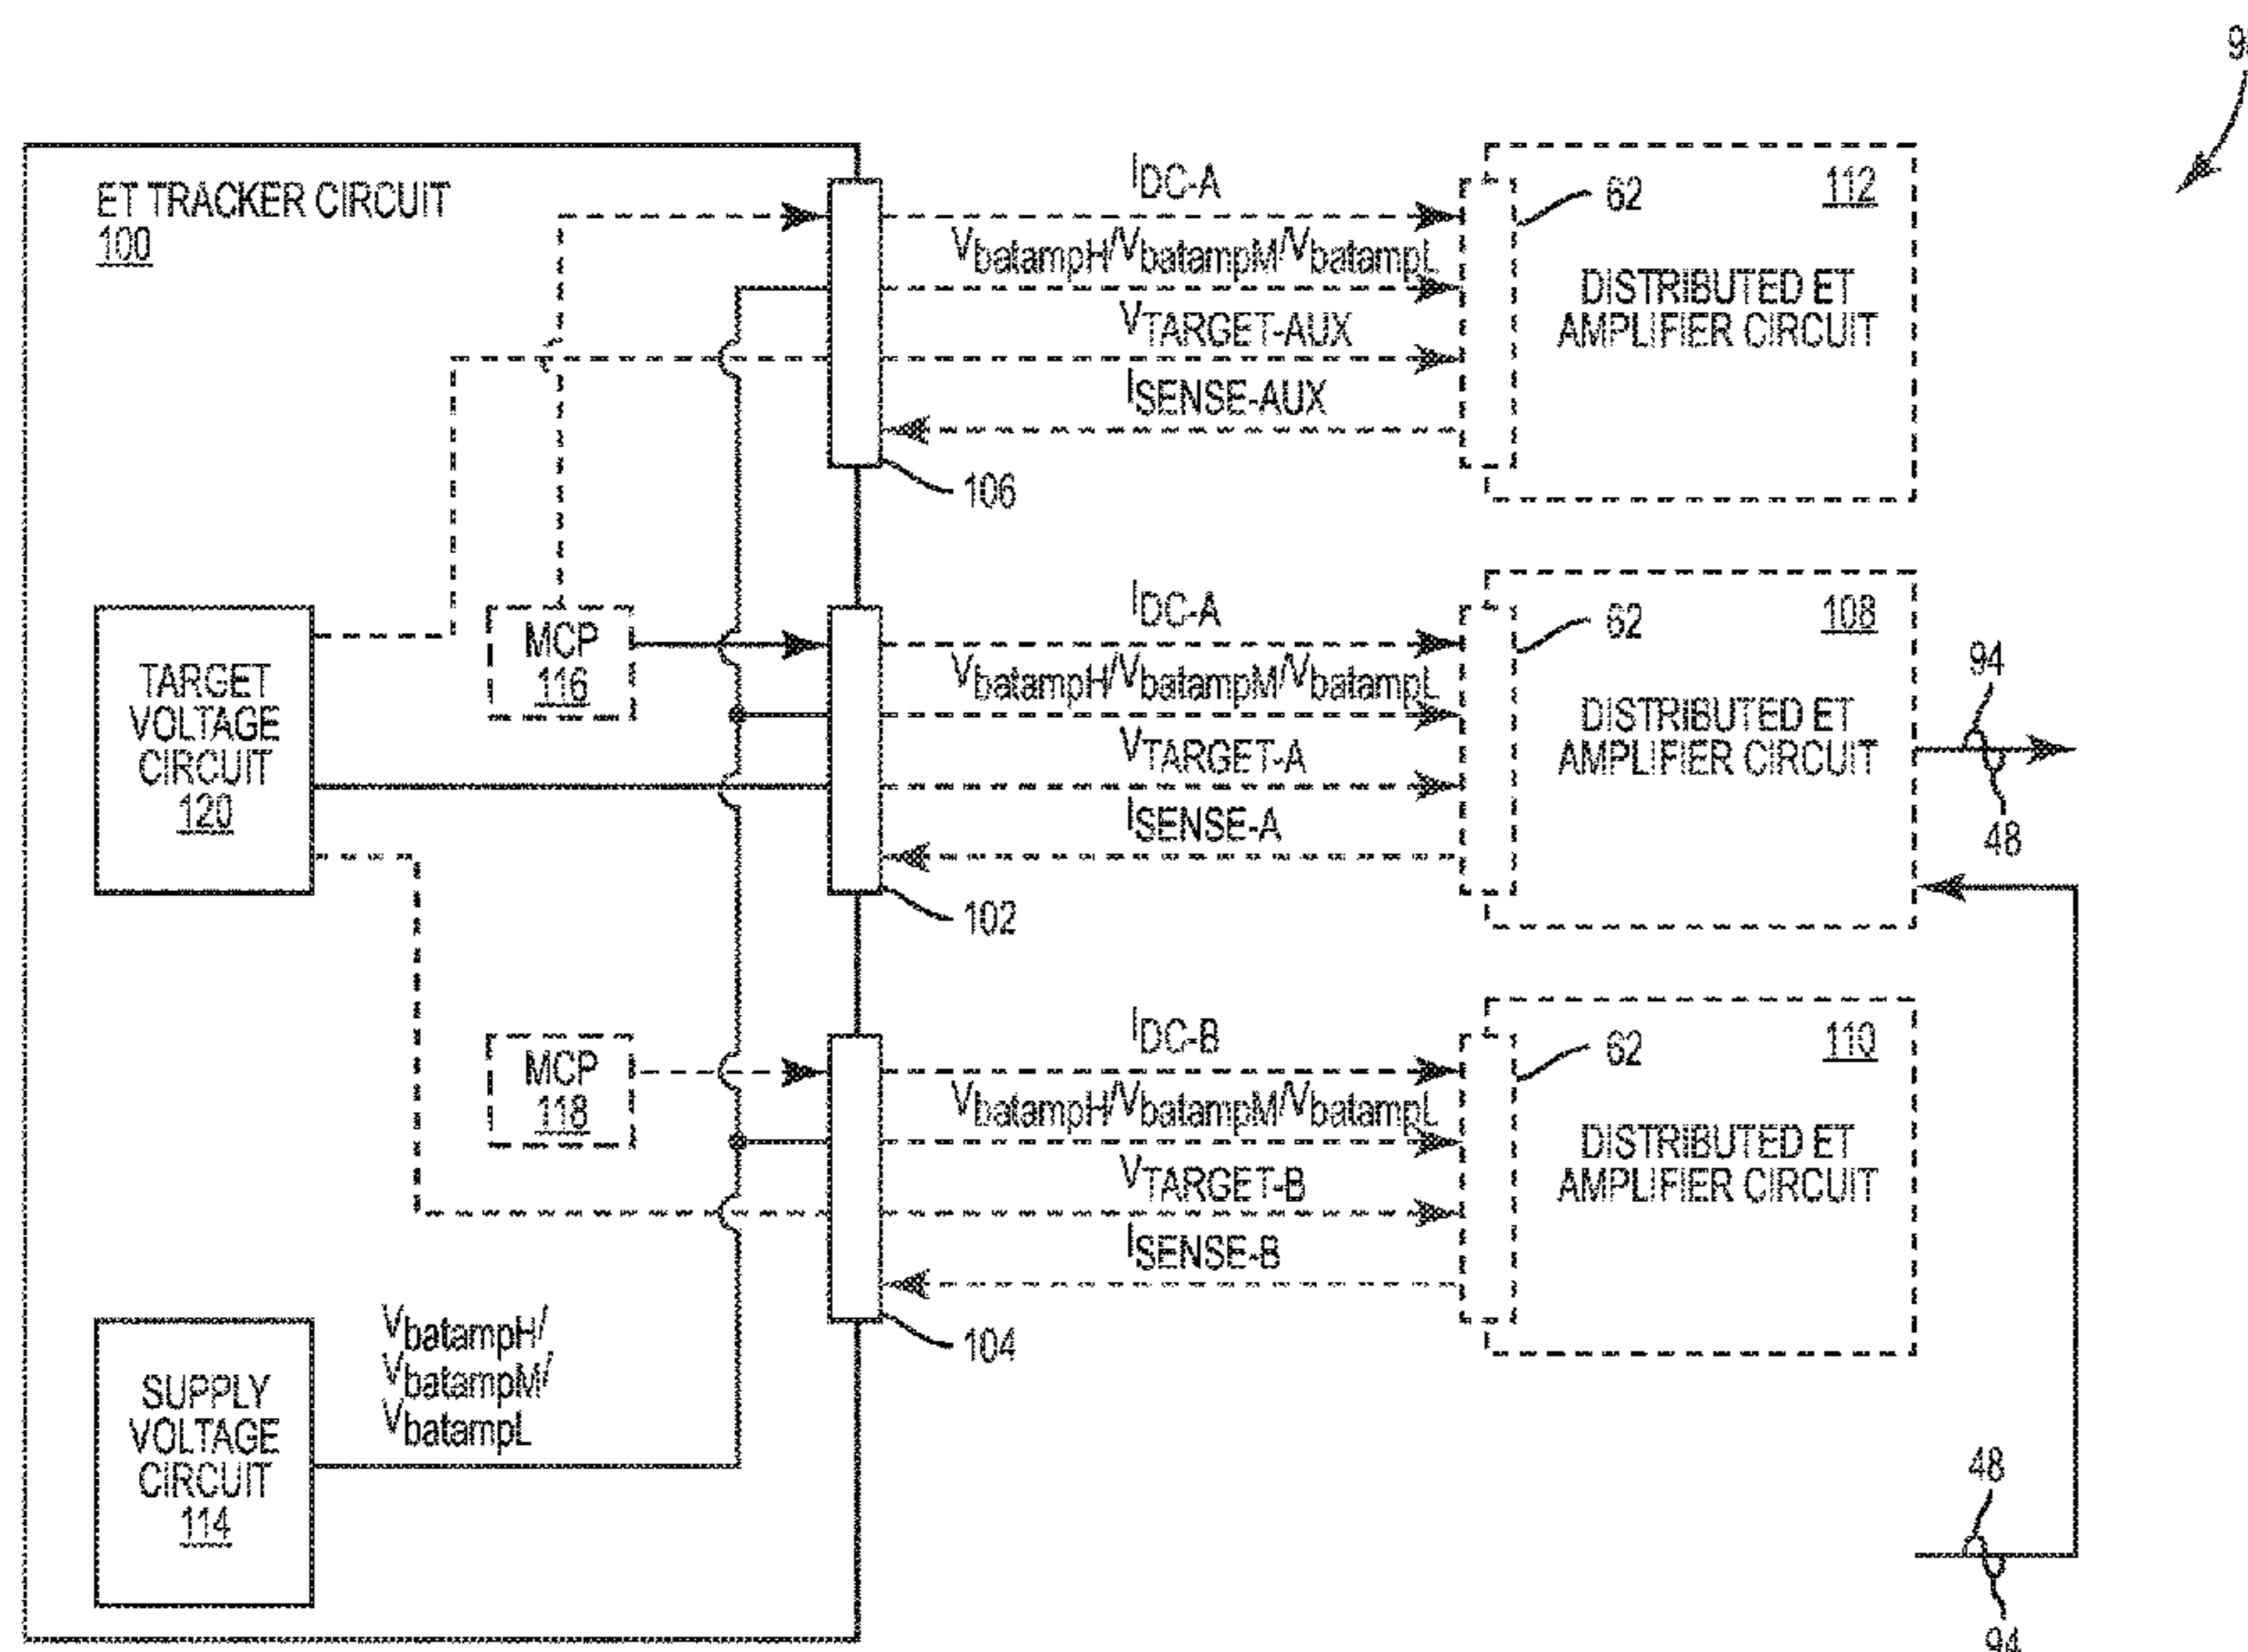 ET TRACKER CIRCUIT
100
IDC-A
VbatampH/VbatampM/VbatampL
VTARGET-AUX
ISENSE-AUX
106
62
112
DISTRIBUTED ET
AMPLIFIER CIRCUIT
TARGET
VOLTAGE
CIRCUIT
120
MCP
116
IDC-A
VbatampH/VbatampM/VbatampL
VTARGET-A
ISENSE-A
102
62
108
DISTRIBUTED ET
AMPLIFIER CIRCUIT
94
48
MCP
118
IDC-B
VbatampH/VbatampM/VbatampL
VTARGET-B
ISENSE-B
104
62
110
DISTRIBUTED ET
AMPLIFIER CIRCUIT
SUPPLY
VOLTAGE
CIRCUIT
114
VbatampH/
VbatampM/
VbatampL
48
94